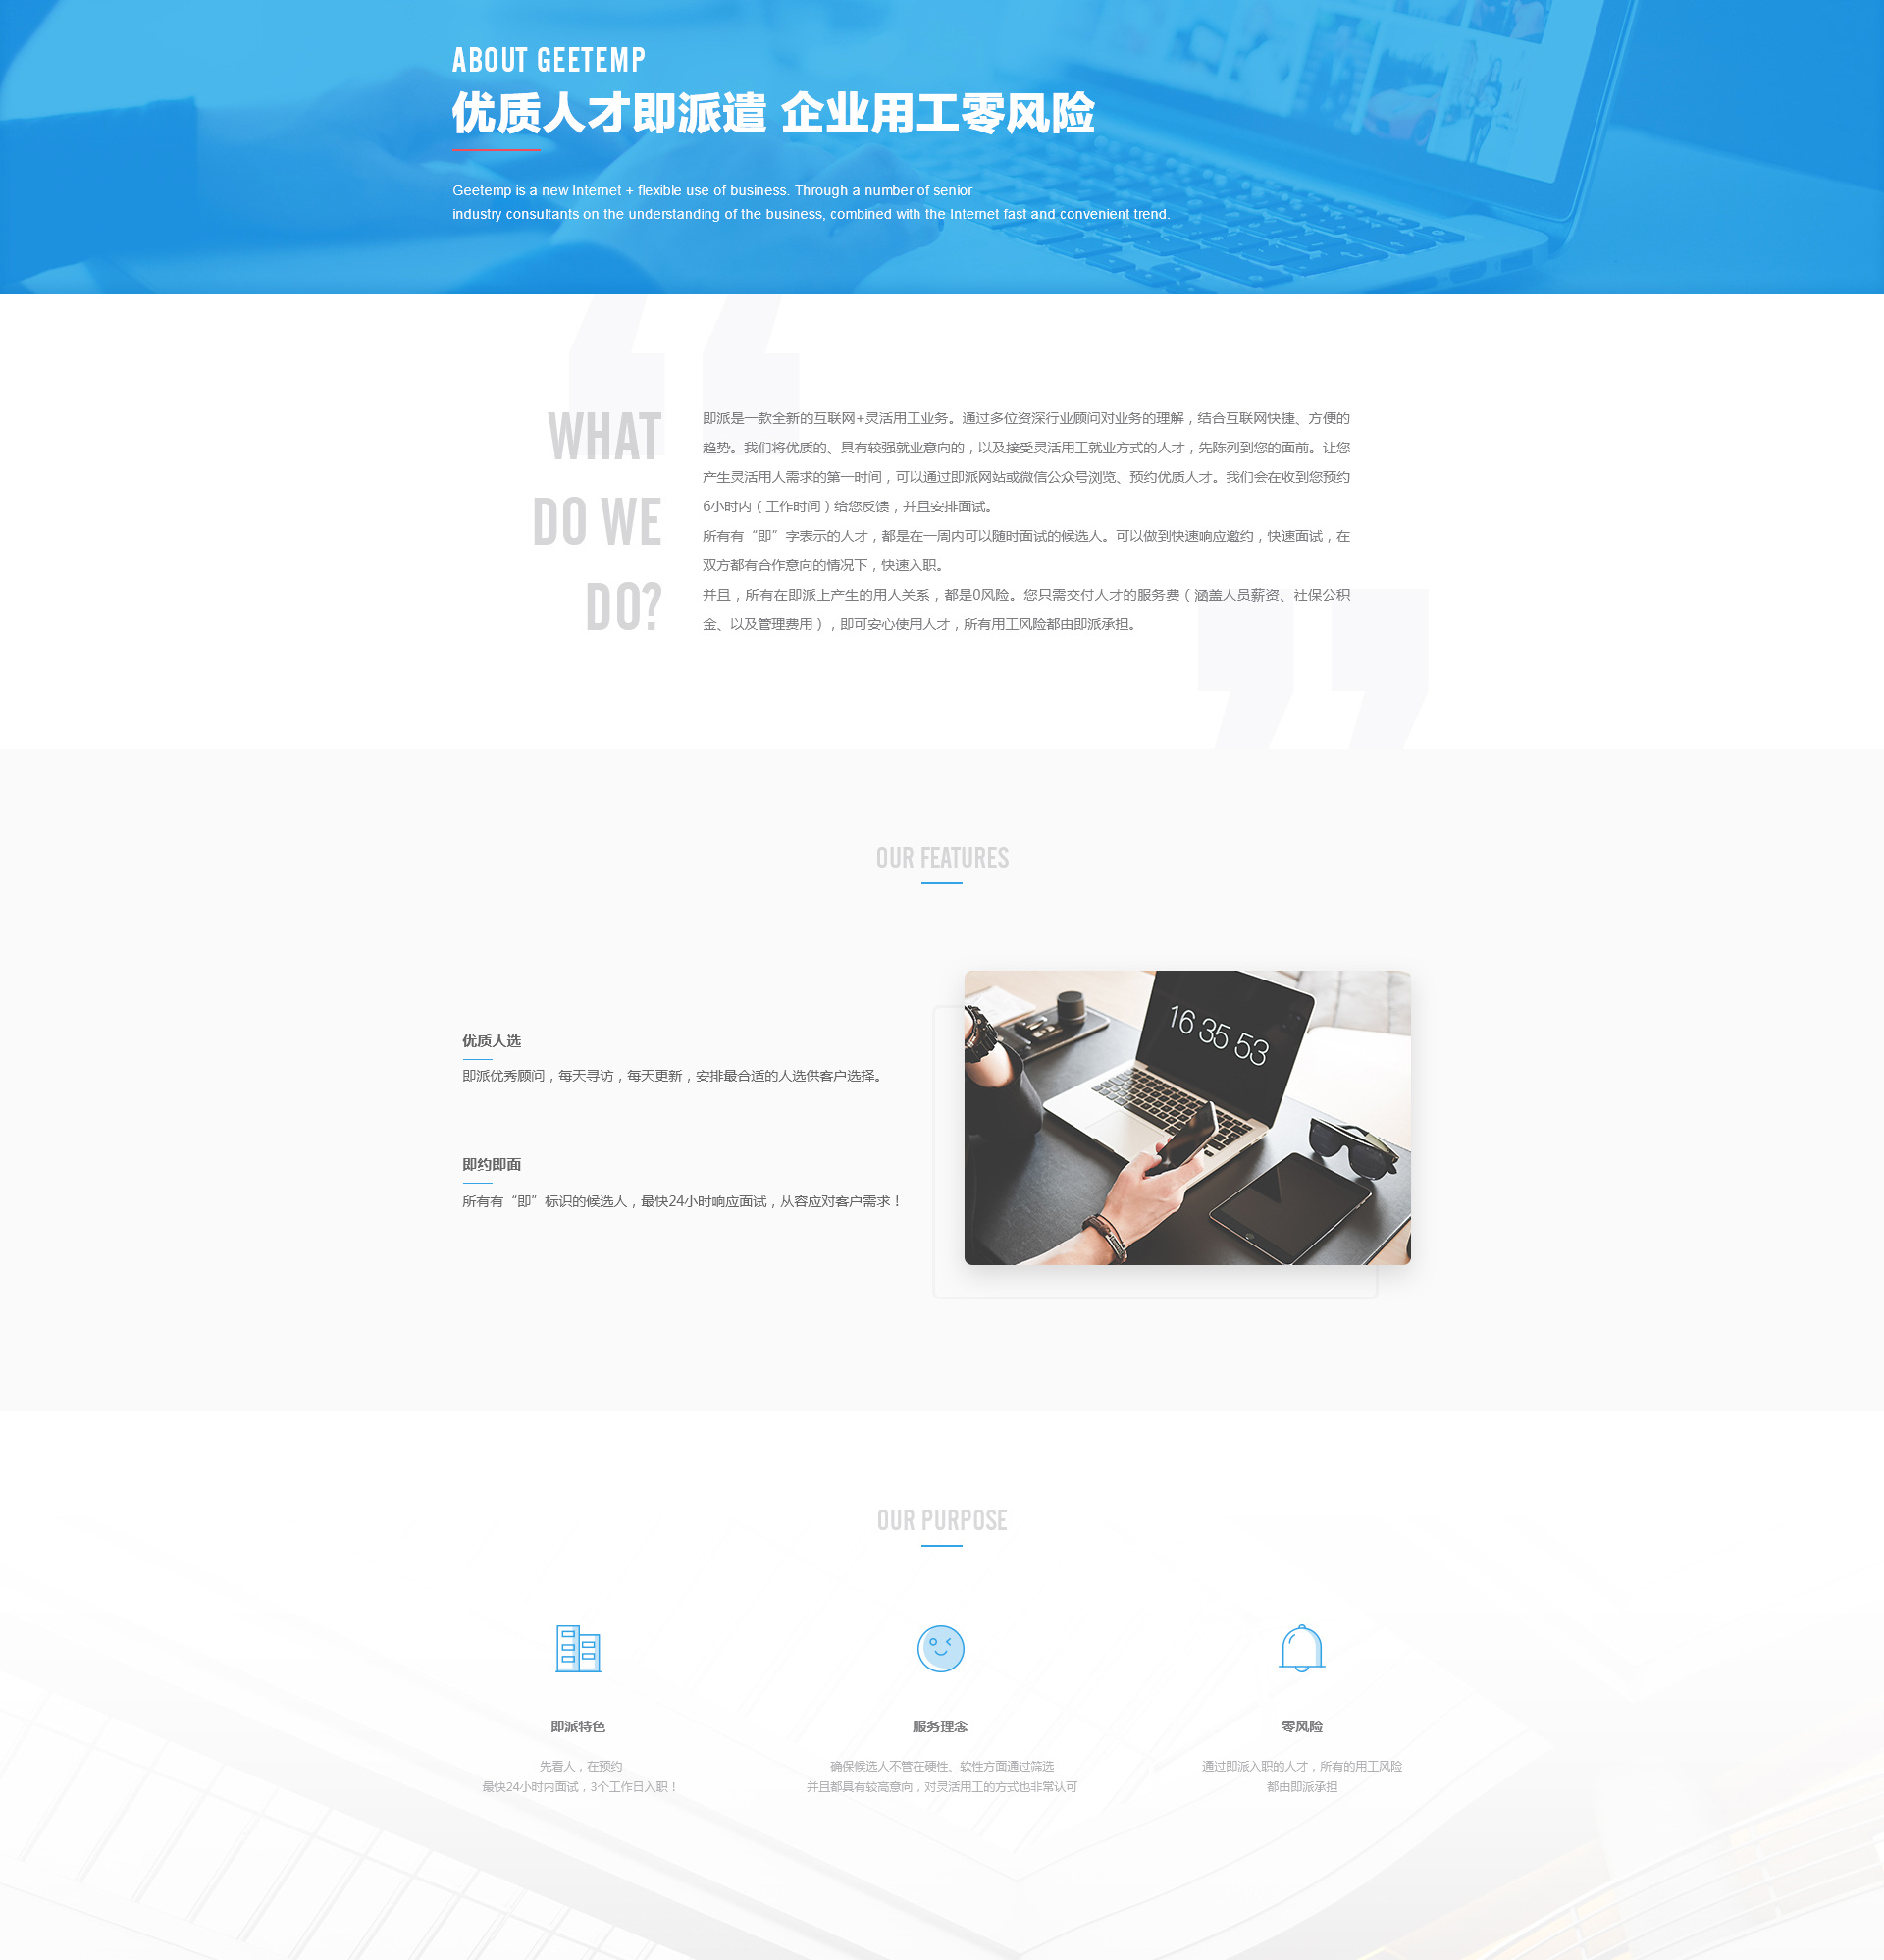 ABOUT GEETEMP
优质人才即派遣 企业用工零风险
Geetemp is a new Internet + flexible use of business. Through a number of senior
industry consultants on the understanding of the business, combined with the Internet fast and convenient trend.
WHAT
DO WE
DO?
即派是一款全新的互联网+灵活用工业务。通过多位资深行业顾问对业务的理解，结合互联网快捷、方便的
趋势。我们将优质的、具有较强就业意向的，以及接受灵活用工就业方式的人才，先陈列到您的面前。让您
产生灵活用人需求的第一时间，可以通过即派网站或微信公众号浏览、预约优质人才。我们会在收到您预约
6小时内（工作时间）给您反馈，并且安排面试。
所有有“即”字表示的人才，都是在一周内可以随时面试的候选人。可以做到快速响应邀约，快速面试，在
双方都有合作意向的情况下，快速入职。
并且，所有在即派上产生的用人关系，都是0风险。您只需交付人才的服务费（涵盖人员薪资、社保公积
金、以及管理费用），即可安心使用人才，所有用工风险都由即派承担。
OUR FEATURES
优质人选
即派优秀顾问，每天寻访，每天更新，安排最合适的人选供客户选择。
即约即面
所有有“即”标识的候选人，最快24小时响应面试，从容应对客户需求！
16 35 53
OUR PURPOSE
即派特色
先看人，在预约
最快24小时内面试，3个工作日入职！
服务理念
确保候选人不管在硬性、软性方面通过筛选
并且都具有较高意向，对灵活用工的方式也非常认可
零风险
通过即派入职的人才，所有的用工风险
都由即派承担